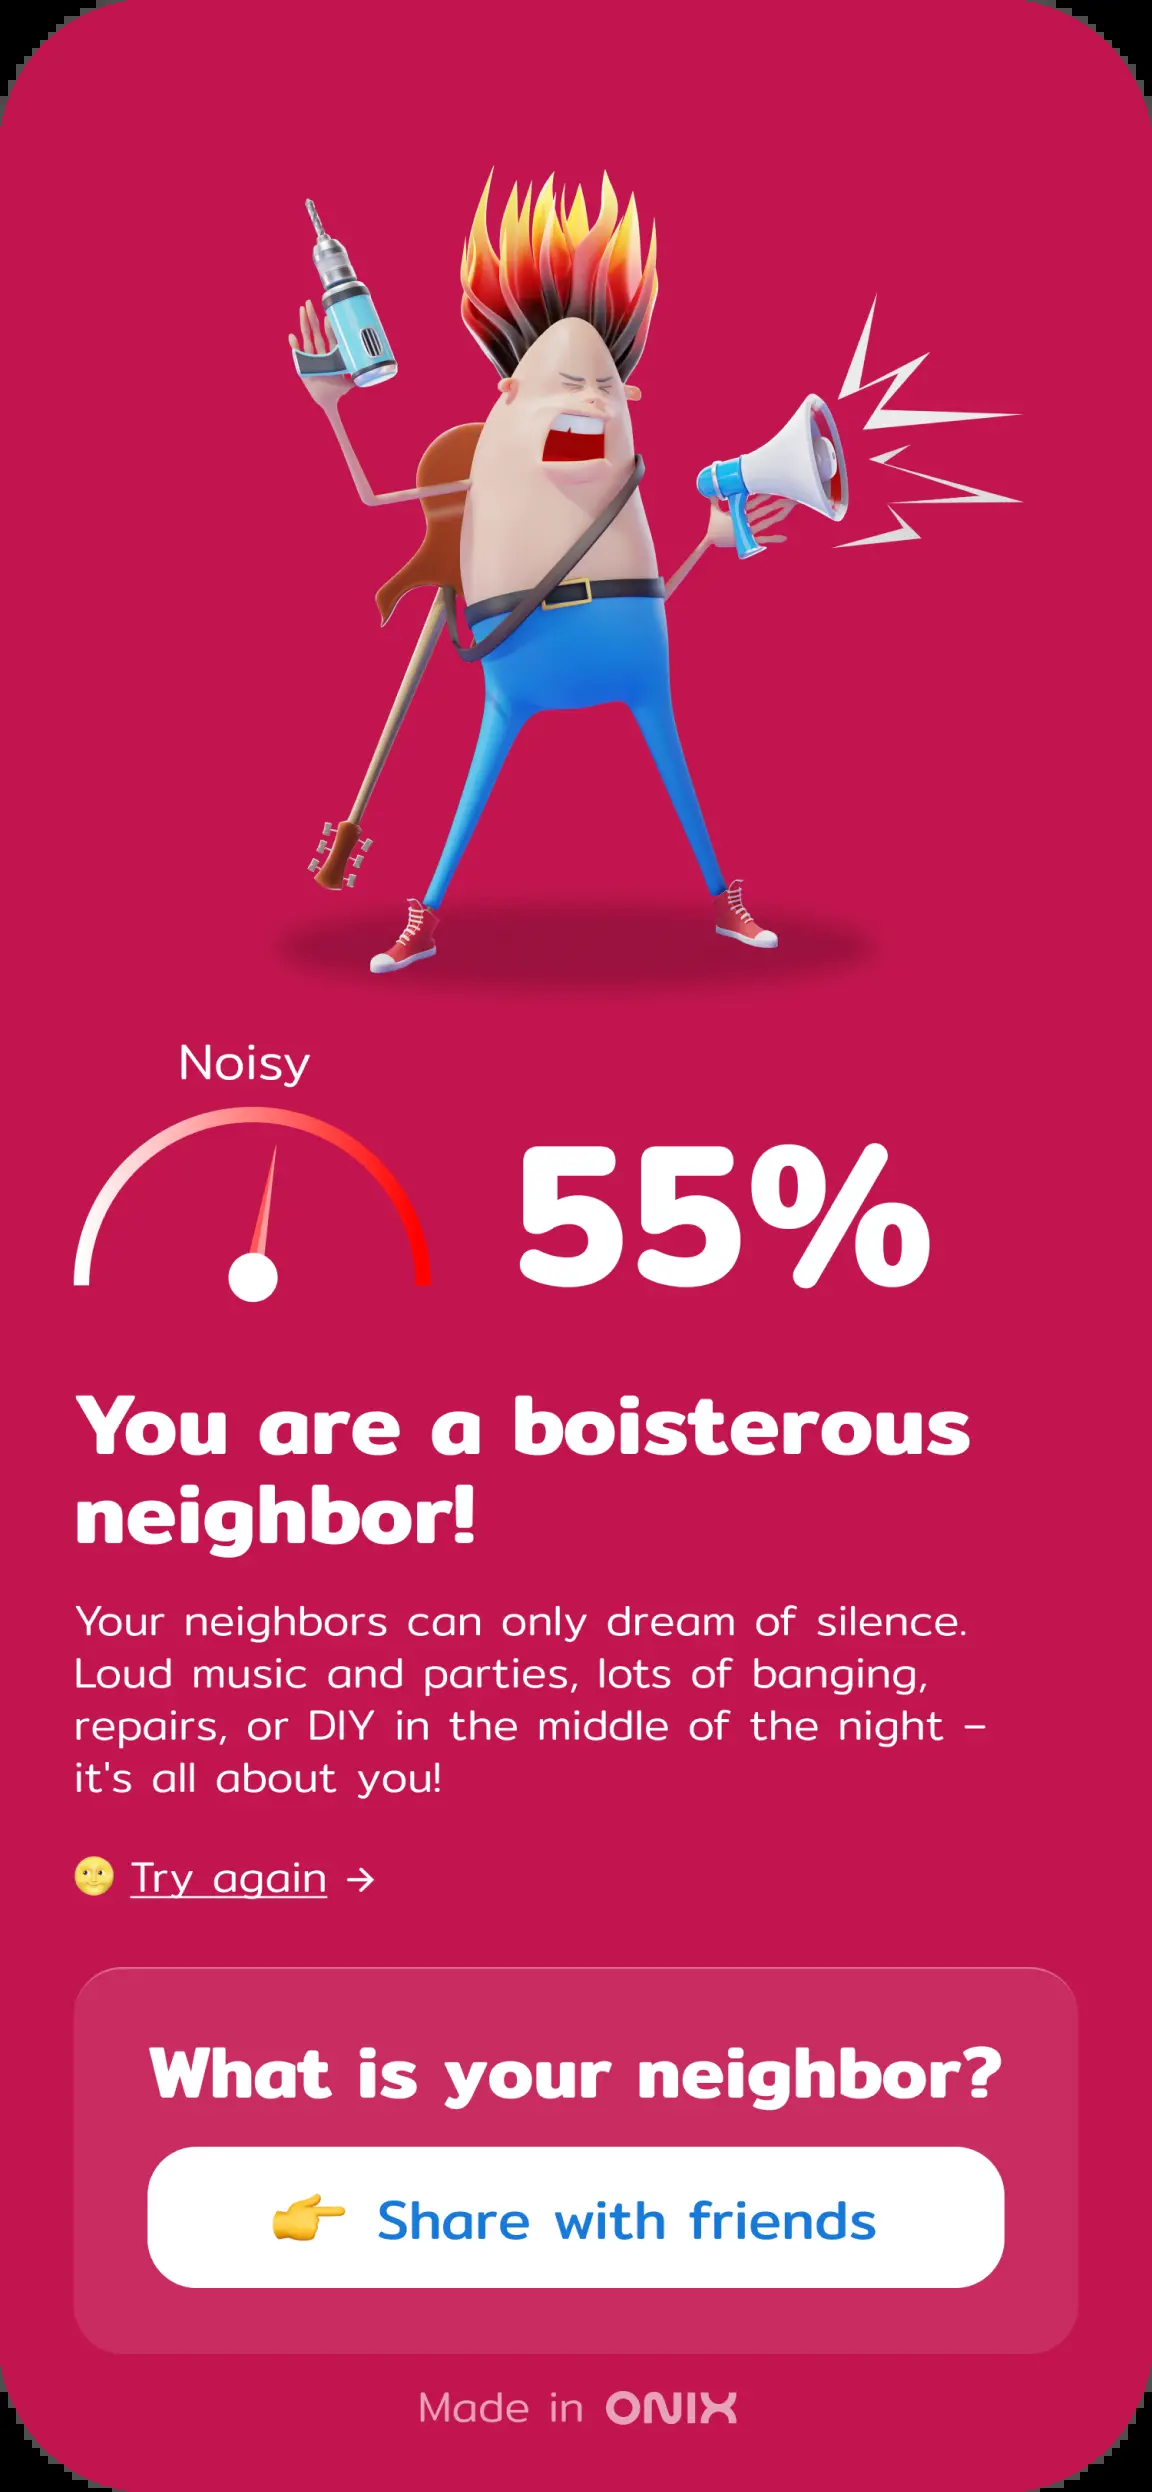 Noisy
55%
You are a boisterous
neighbor!
Your neighbors can only dream of silence.
Loud music and parties, lots of banging,
repairs, or DIY in the middle of the night –
it's all about you!
🌝 Try again →
What is your neighbor?
👉 Share with friends
Made in ONIX